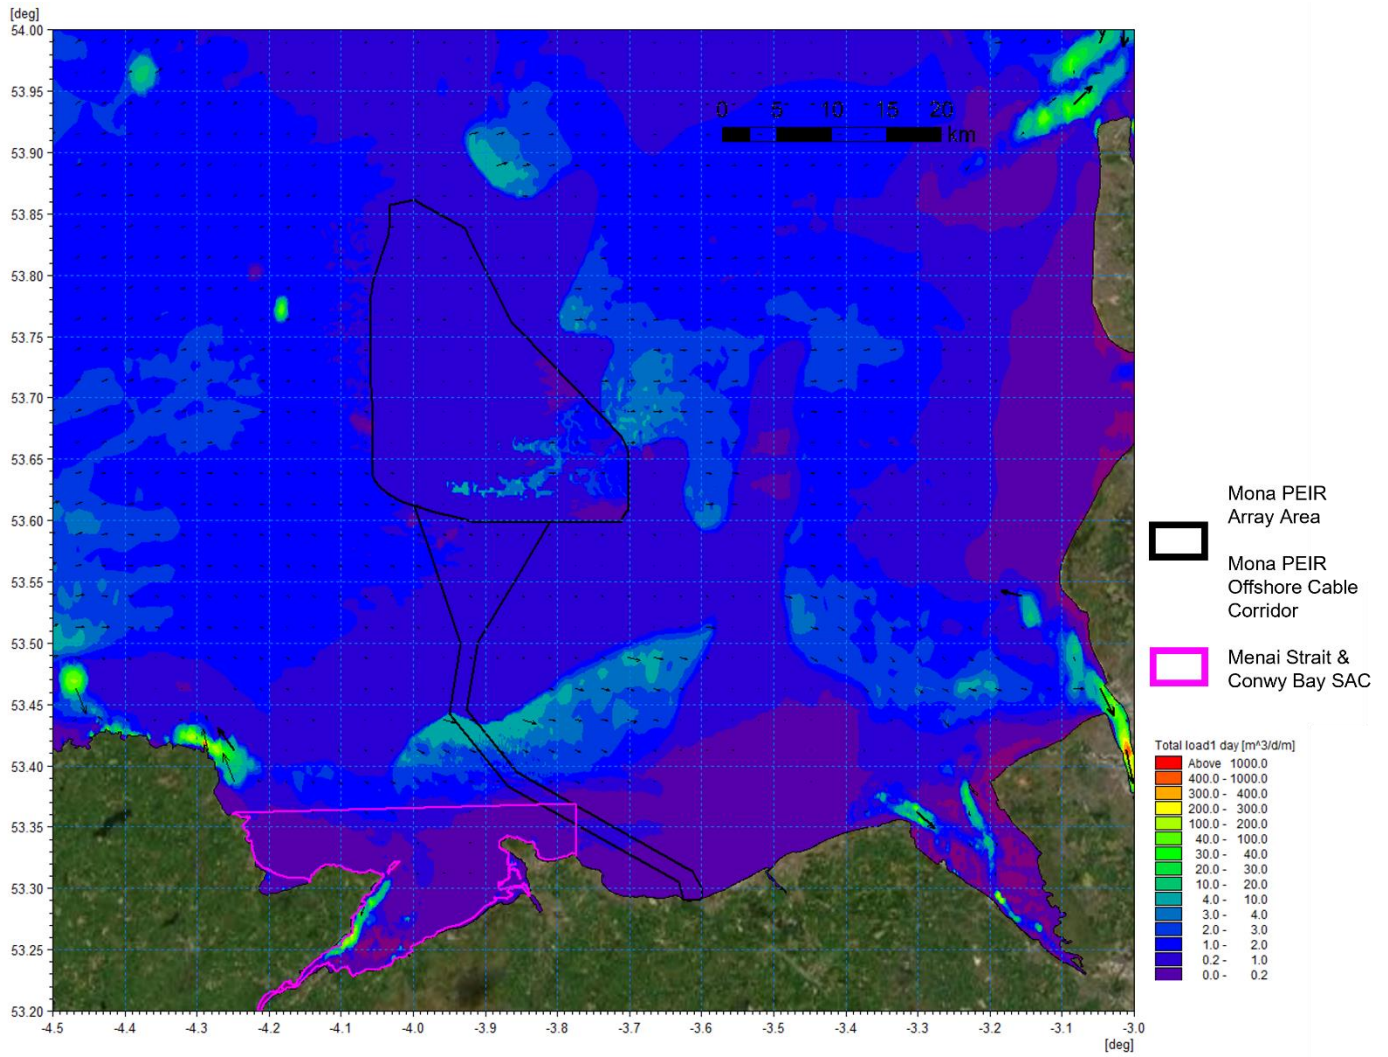 [deg]
54.00
53.95
53.90
53.85
53.80
53.75
53.70
53.65
53.60
53.55
53.50
53.45
53.40
53.35
53.30
53.25
53.20
0 5 10 15 20
km
-4.5 -4.4 -4.3 -4.2 -4.1 -4.0 -3.9 -3.8 -3.7 -3.6 -3.5 -3.4 -3.3 -3.2 -3.1 -3.0
[deg]
Mona PEIR
Array Area
Mona PEIR
Offshore Cable
Corridor
Menai Strait &
Conwy Bay SAC
Total load1 day [m^3/d/m]
Above 1000.0
400.0 - 1000.0
300.0 - 400.0
200.0 - 300.0
100.0 - 200.0
40.0 - 100.0
30.0 - 40.0
20.0 - 30.0
10.0 - 20.0
4.0 - 10.0
3.0 - 4.0
2.0 - 3.0
1.0 - 2.0
0.2 - 1.0
0.0 - 0.2